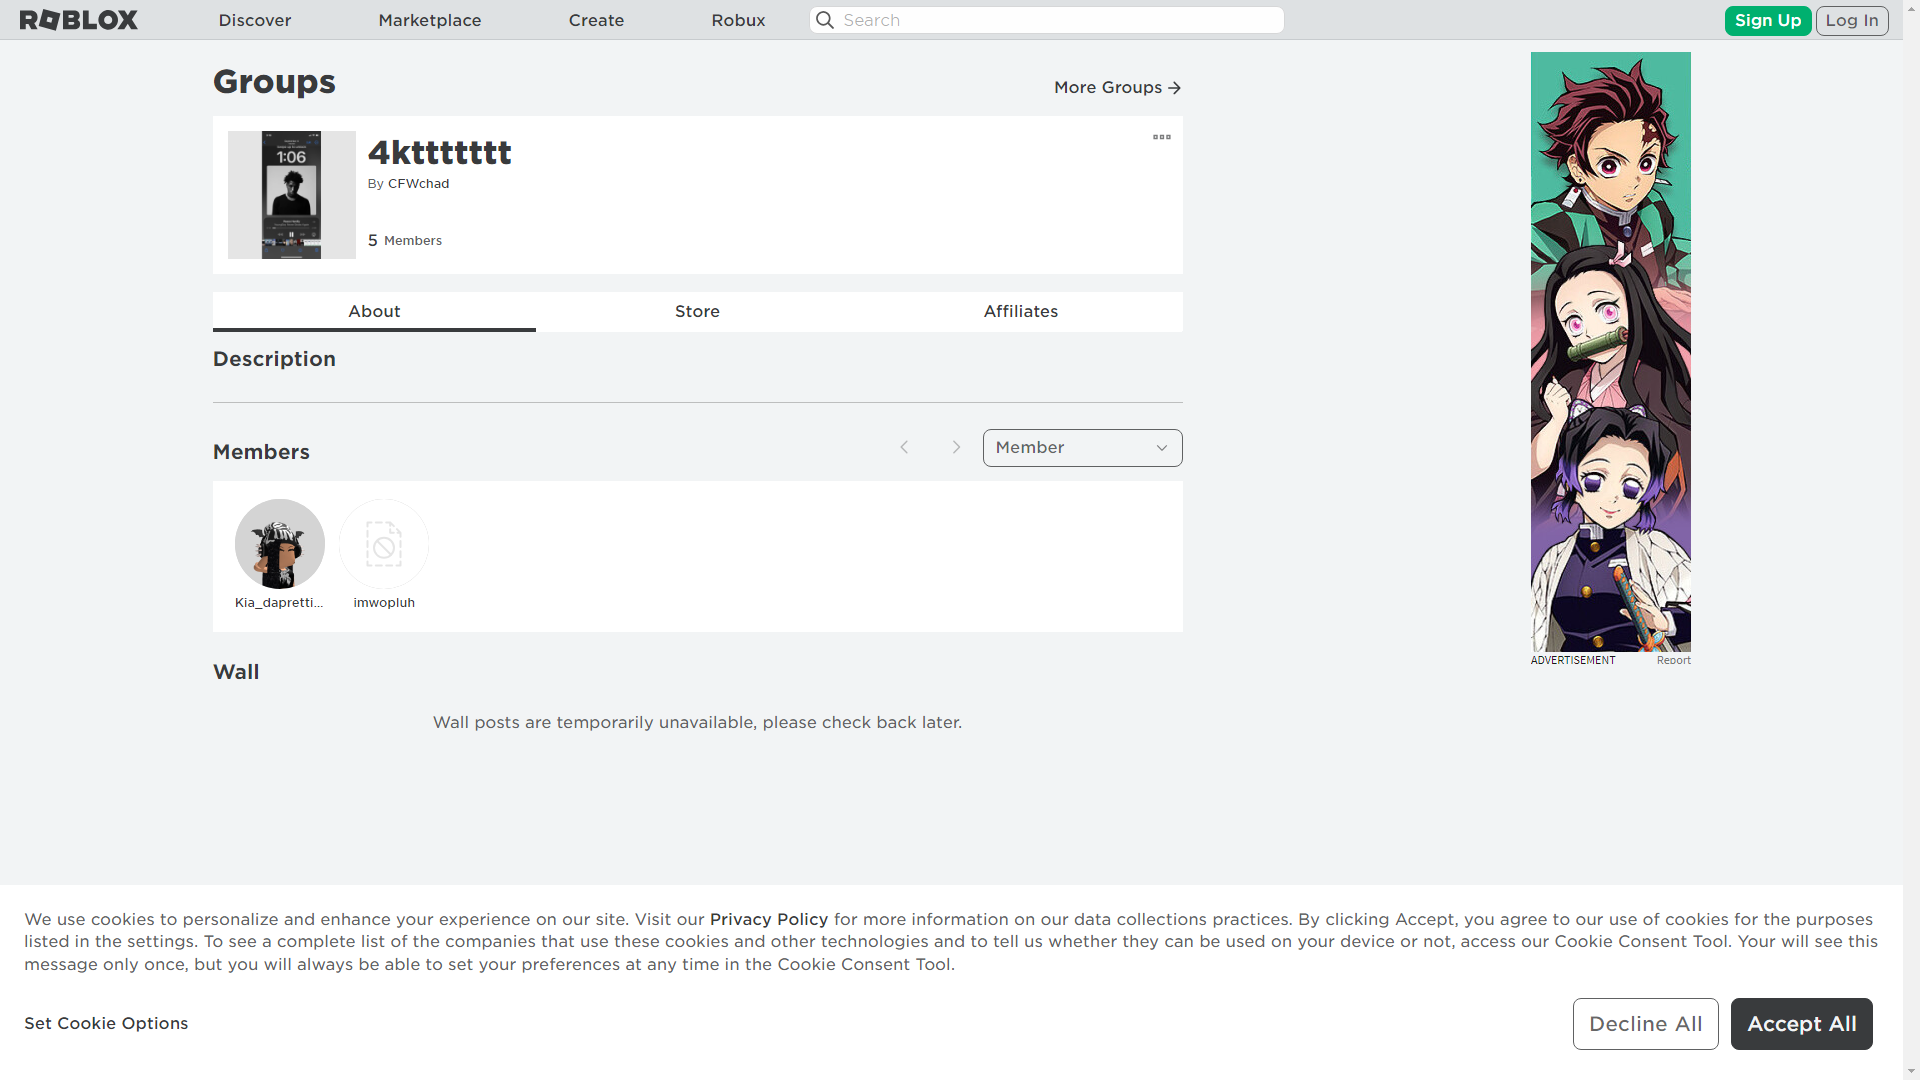 ROBLOX Discover Marketplace Create Robux Search Sign Up Log In
Groups
More Groups
1:06
4kttttttt
By CFWchad
5 Members
About Store Affiliates
Description
Members
Member
Kia_dapretti... imwopluh
Wall
Wall posts are temporarily unavailable, please check back later.
ADVERTISEMENT Report
We use cookies to personalize and enhance your experience on our site. Visit our Privacy Policy for more information on our data collections practices. By clicking Accept, you agree to our use of cookies for the purposes
listed in the settings. To see a complete list of the companies that use these cookies and other technologies and to tell us whether they can be used on your device or not, access our Cookie Consent Tool. Your will see this
message only once, but you will always be able to set your preferences at any time in the Cookie Consent Tool.
Set Cookie Options
Decline All Accept All